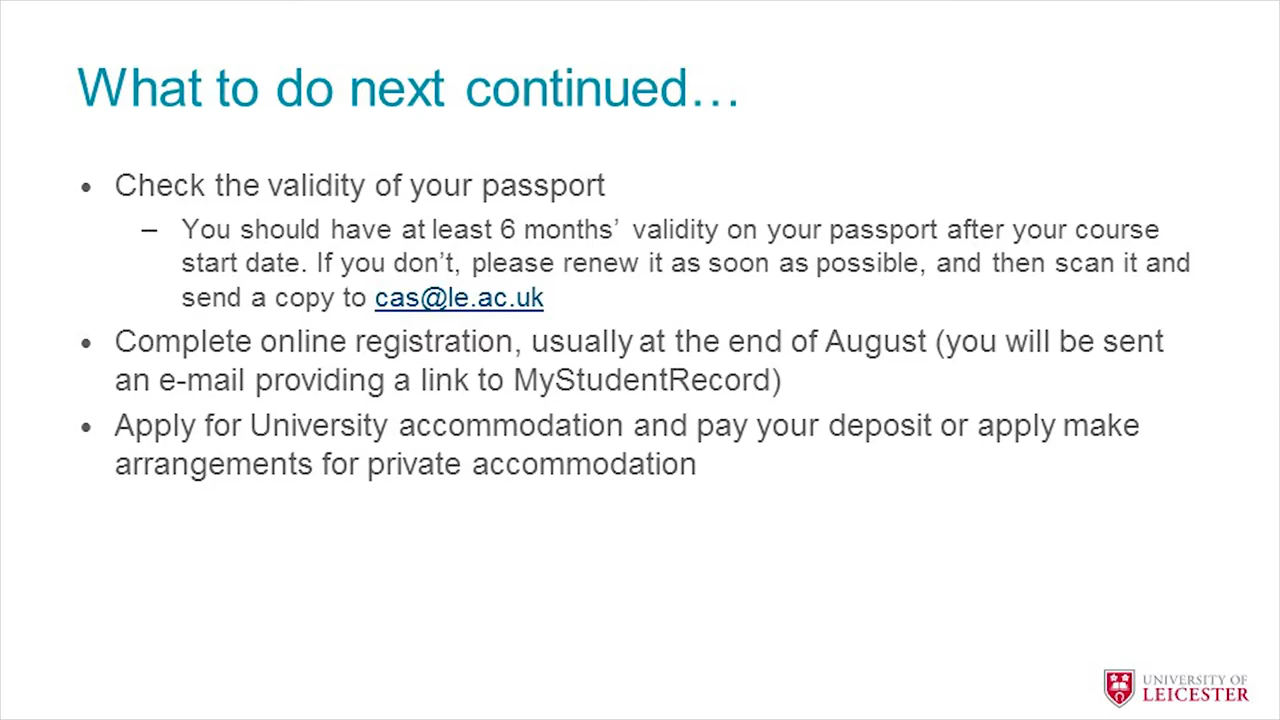 What to do next continued…
• Check the validity of your passport
– You should have at least 6 months’ validity on your passport after your course
start date. If you don’t, please renew it as soon as possible, and then scan it and
send a copy to cas@le.ac.uk
• Complete online registration, usually at the end of August (you will be sent
an e-mail providing a link to MyStudentRecord)
• Apply for University accommodation and pay your deposit or apply make
arrangements for private accommodation
UNIVERSITY OF
LEICESTER